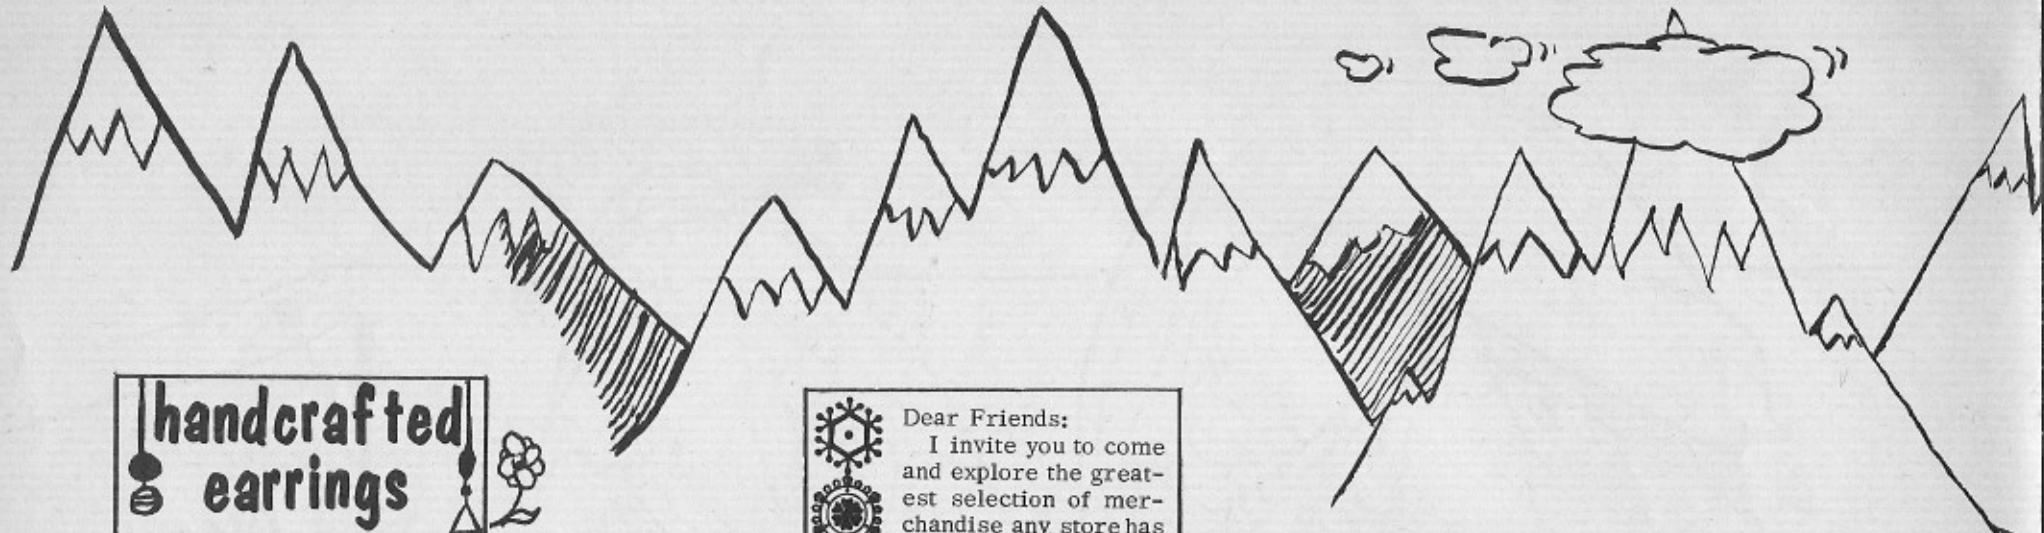 handcrafted
earrings
Dear Friends:
I invite you to come
and explore the great-
est selection of mer-
chandise any store has